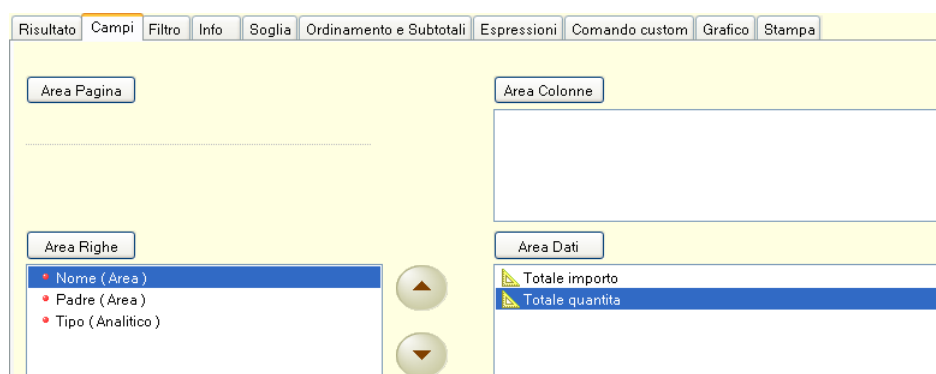 Risultato Campi Filtro Info Soglia Ordinamento e Subtotali Espressioni Comando custom Grafico Stampa
Area Pagina
Area Colonne
Area Righe
Area Dati
Nome (Area)
Padre (Area)
Tipo (Analitico)
Totale importo
Totale quantita